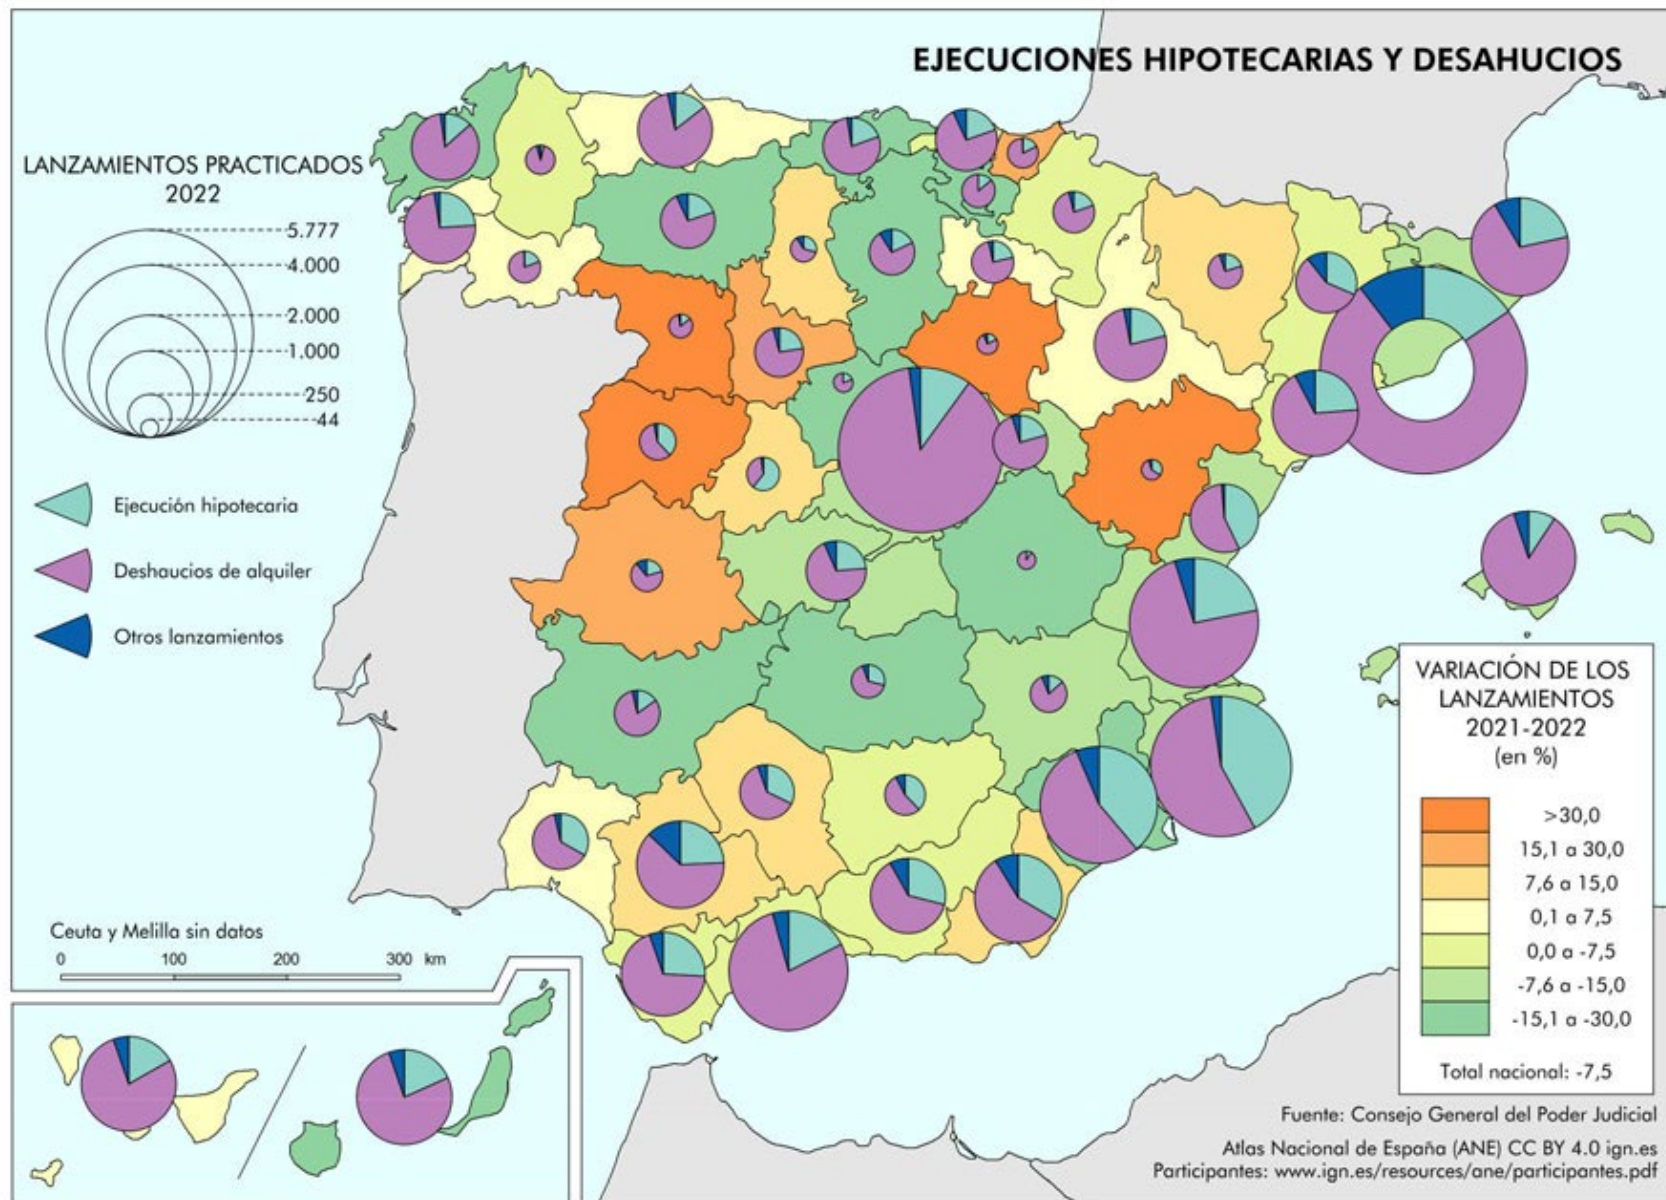 EJECUCIONES HIPOTECARIAS Y DESAHUCIOS
LANZAMIENTOS PRACTICADOS
2022
5.777
4.000
2.000
1.000
250
44
Ejecución hipotecaria
Deshaucios de alquiler
Otros lanzamientos
VARIACIÓN DE LOS
LANZAMIENTOS
2021-2022
(en %)
>30,0
15,1 a 30,0
7,6 a 15,0
0,1 a 7,5
0,0 a -7,5
-7,6 a -15,0
-15,1 a -30,0
Total nacional: -7,5
Ceuta y Melilla sin datos
0 100 200 300 km
Fuente: Consejo General del Poder Judicial
Atlas Nacional de España (ANE) CC BY 4.0 ign.es
Participantes: www.ign.es/resources/ane/participantes.pdf